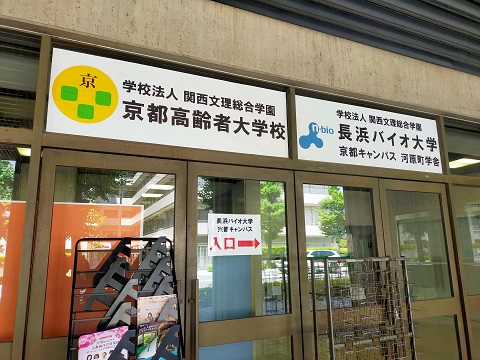 京
学校法人 関西文理総合学園
京都高齢者大学校
n-bio
学校法人 関西文理総合学園
長浜バイオ大学
京都キャンパス 河原町学舎
長浜バイオ大学
京都キャンパス
入口